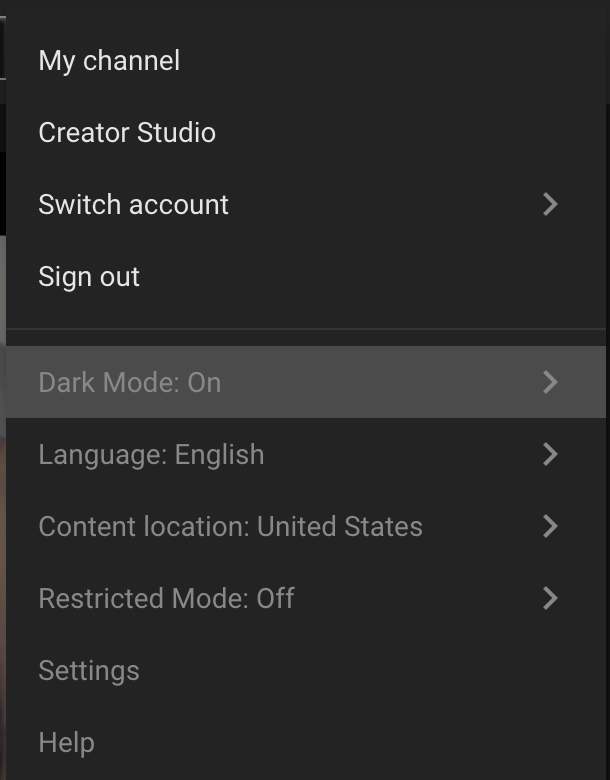 My channel
Creator Studio
Switch account
Sign out
Dark Mode: On
Language: English
Content location: United States
Restricted Mode: Off
Settings
Help